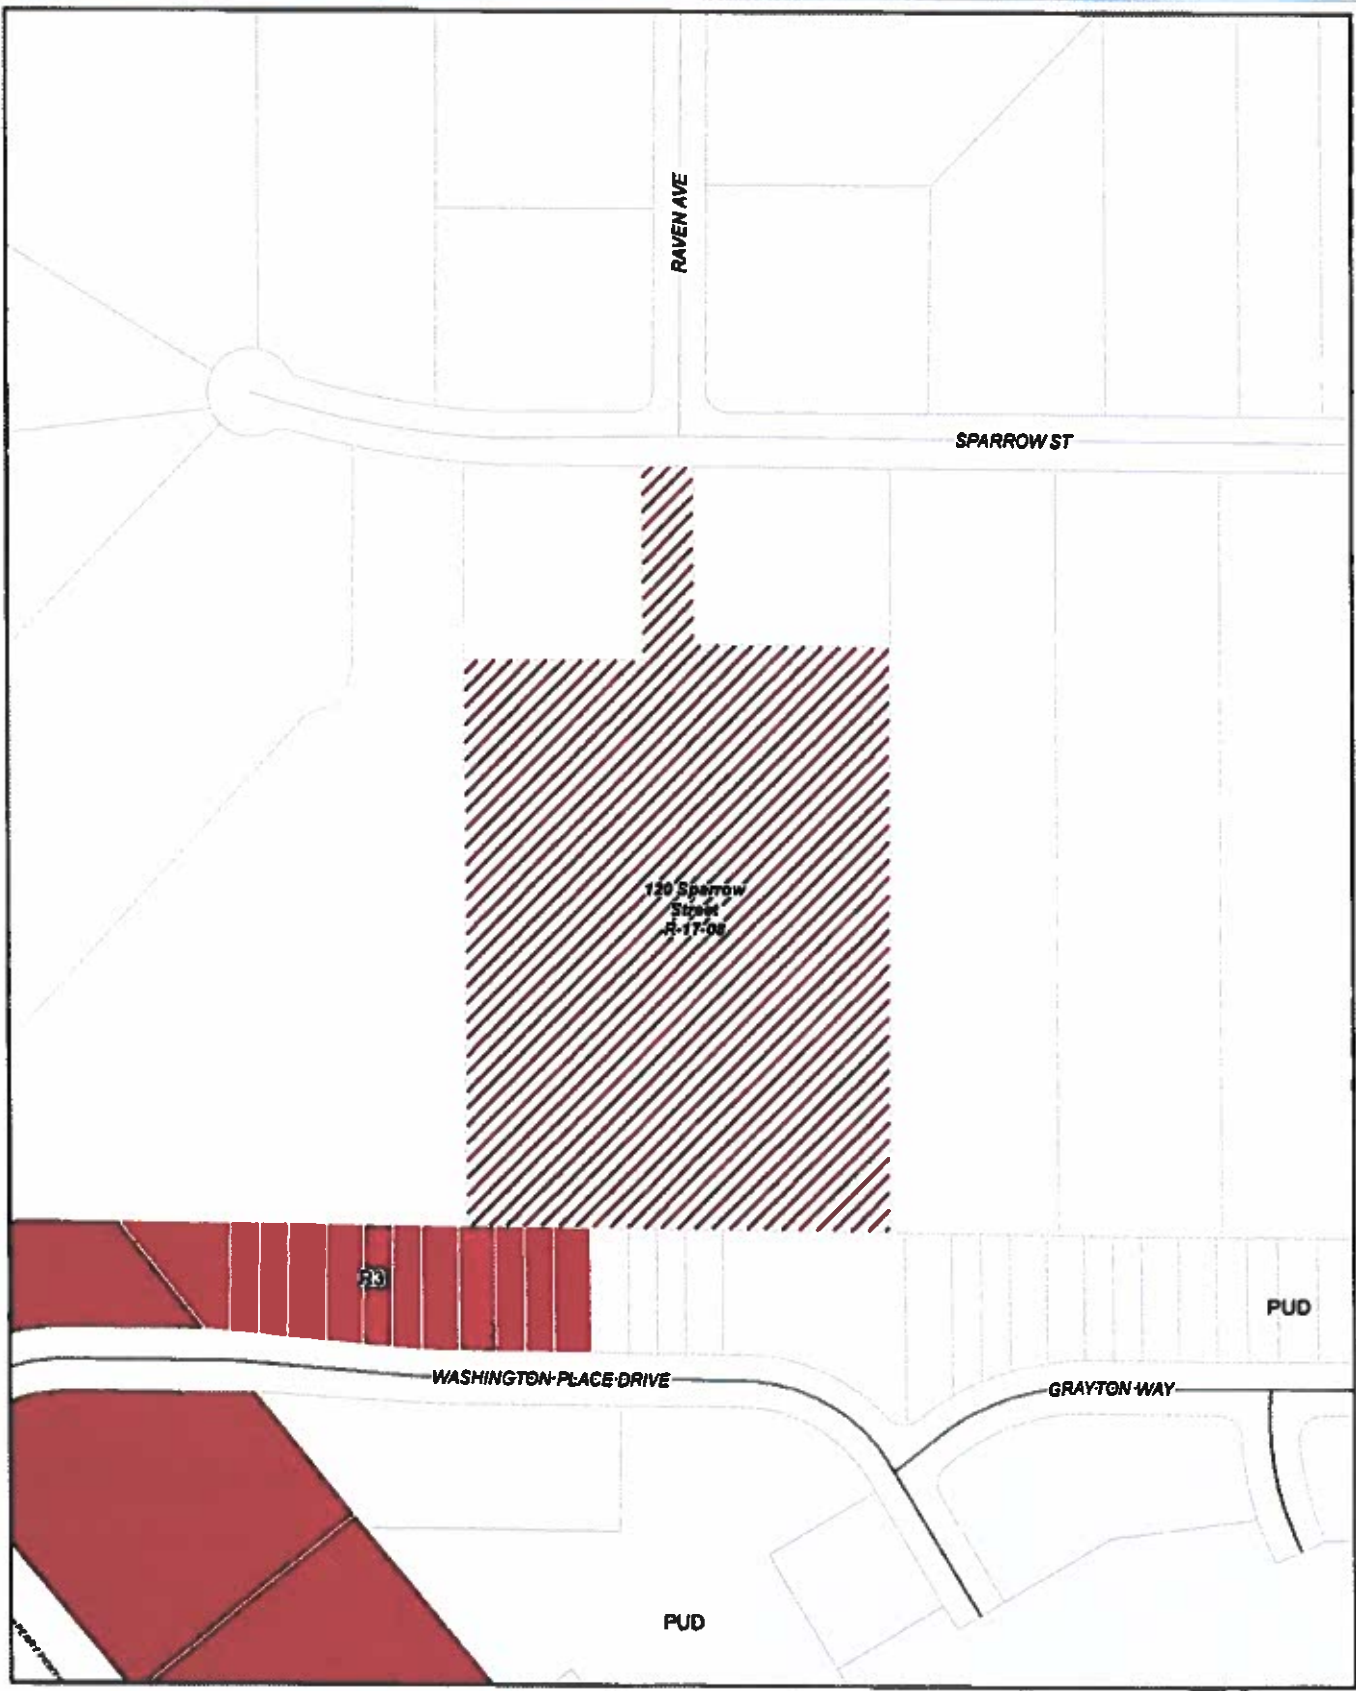 RAVEN AVE
SPARROW ST
120 Sparrow
Street
R-17-08
R3
PUD
WASHINGTON PLACE DRIVE
GRAYTON WAY
PUD